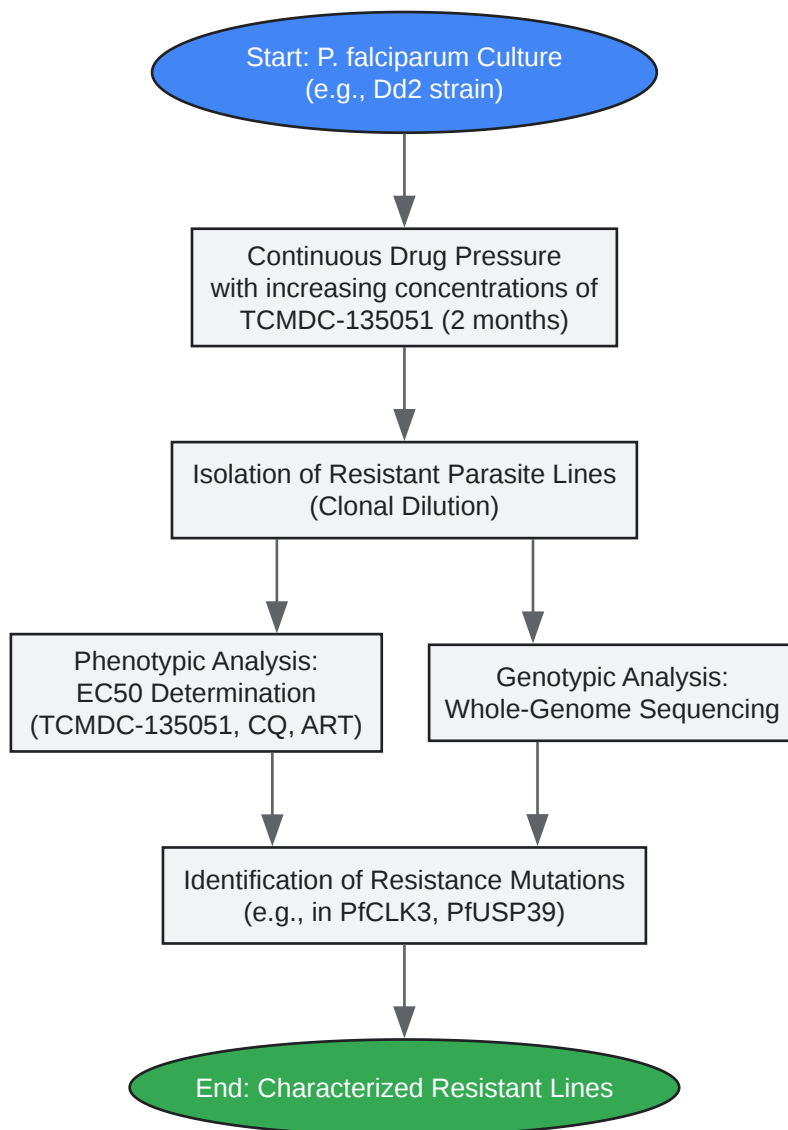 Start: P. falciparum Culture
(e.g., Dd2 strain)
Continuous Drug Pressure
with increasing concentrations of
TCMDC-135051 (2 months)
Isolation of Resistant Parasite Lines
(Clonal Dilution)
Phenotypic Analysis:
EC50 Determination
(TCMDC-135051, CQ, ART)
Genotypic Analysis:
Whole-Genome Sequencing
Identification of Resistance Mutations
(e.g., in PfCLK3, PfUSP39)
End: Characterized Resistant Lines